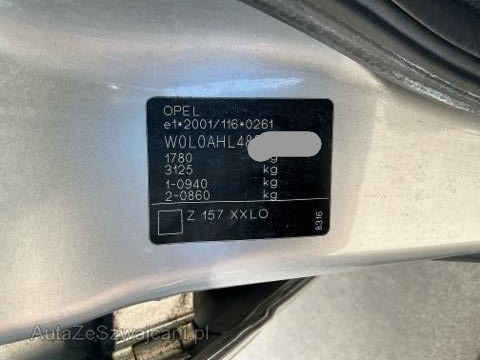 OPEL
e1*2001/116*0261
W0L0AHL48
1780 kg
3125 kg
1-0940 kg
2-0860 kg
Z 157 XXLO
8316
AutaZeSzwajcarii.pl